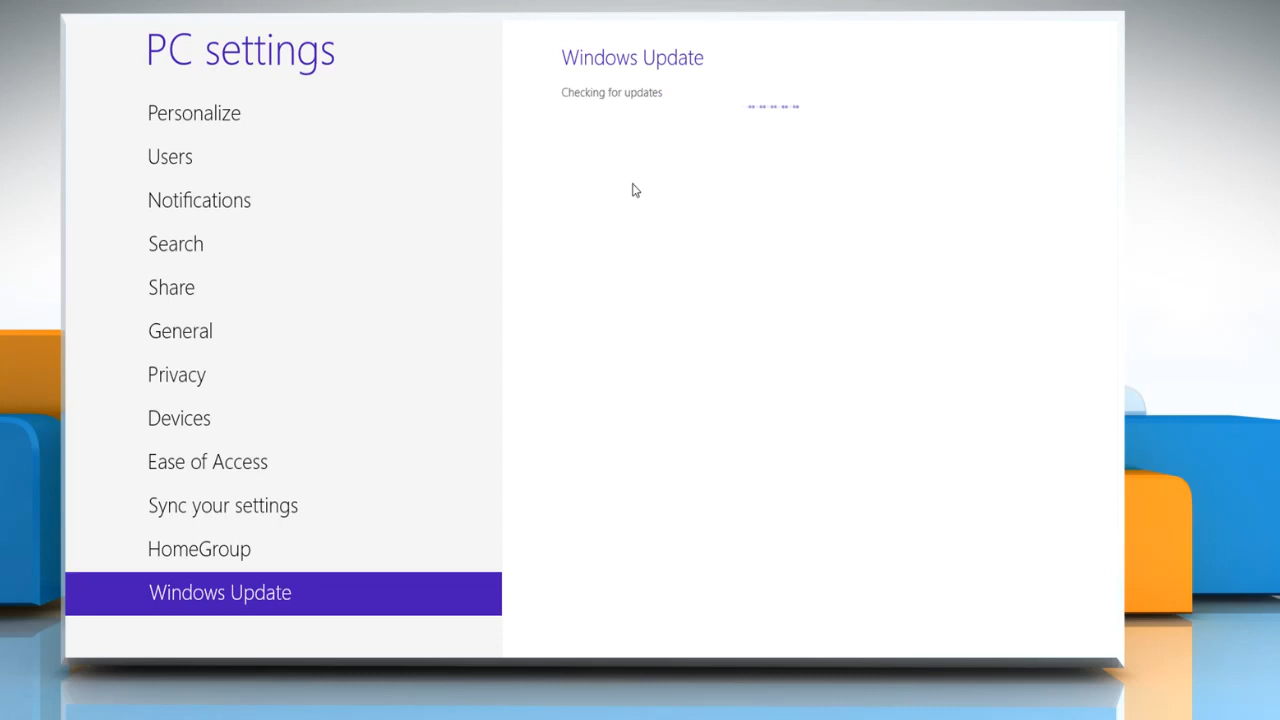 PC settings
Personalize
Users
Notifications
Search
Share
General
Privacy
Devices
Ease of Access
Sync your settings
HomeGroup
Windows Update
Windows Update
Checking for updates